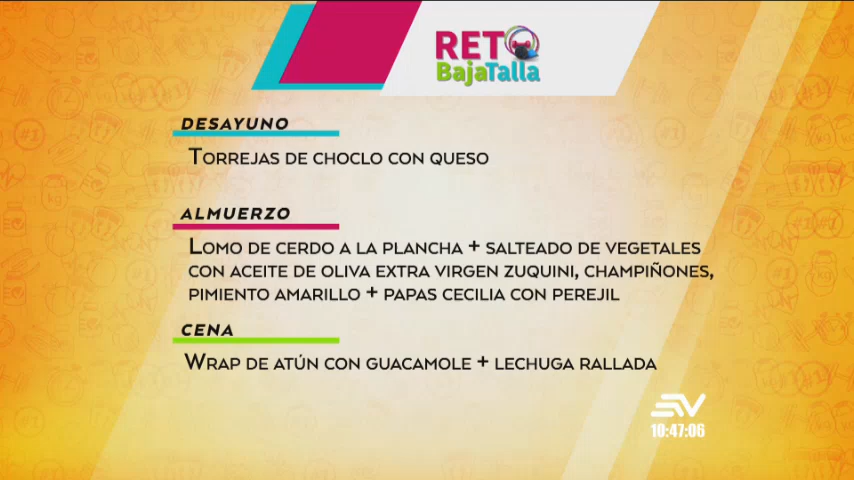 RETO
BajaTalla
DESAYUNO
TORREJAS DE CHOCLO CON QUESO
ALMUERZO
LOMO DE CERDO A LA PLANCHA + SALTEADO DE VEGETALES
CON ACEITE DE OLIVA EXTRA VIRGEN ZUQUINI, CHAMPIÑONES,
PIMIENTO AMARILLO + PAPAS CECILIA CON PEREJIL
CENA
WRAP DE ATÚN CON GUACAMOLE + LECHUGA RALLADA
10:47:06